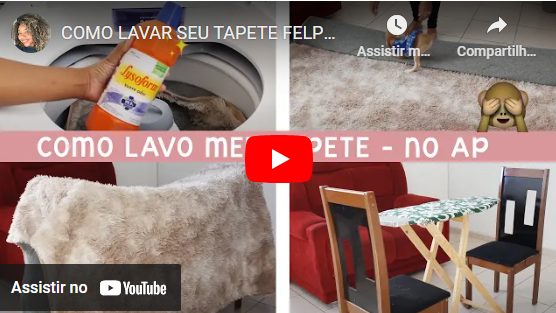 COMO LAVAR SEU TAPETE FELP...
Assistir m...
Compartilh...
Lysoform
COMO LAVO ME PETE - NO AP
Assistir no YouTube